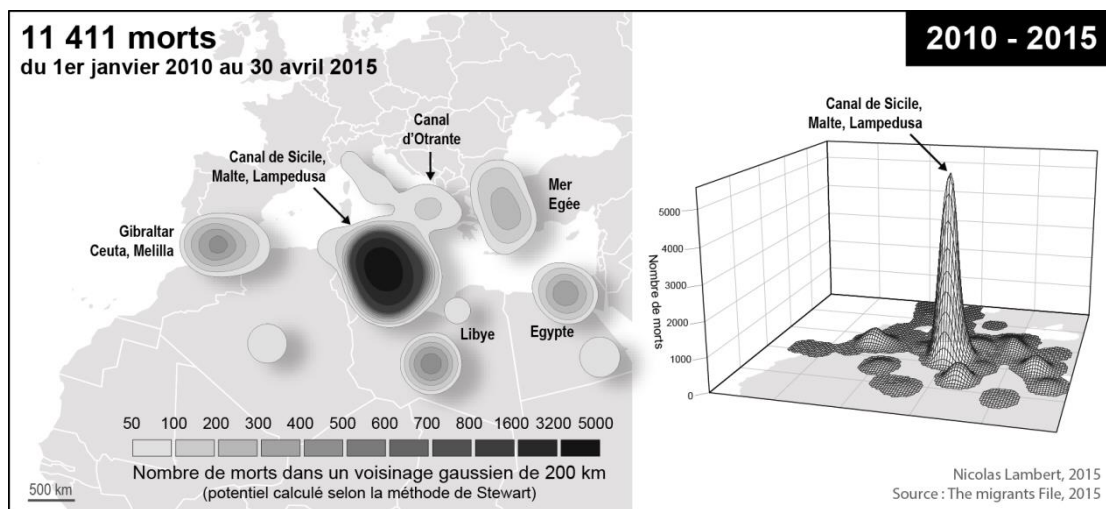 11 411 morts
du 1er janvier 2010 au 30 avril 2015
2010 - 2015
Canal
d'Otrante
Canal de Sicile,
Malte, Lampedusa
Mer
Egée
Gibraltar
Ceuta, Melilla
Libye
Egypte
50 100 200 300 400 500 600 700 800 1600 3200 5000
Nombre de morts dans un voisinage gaussien de 200 km
(potentiel calculé selon la méthode de Stewart)
500 km
Canal de Sicile,
Malte, Lampedusa
Nombre de morts
5000
4000
3000
2000
1000
0
Nicolas Lambert, 2015
Source : The migrants File, 2015